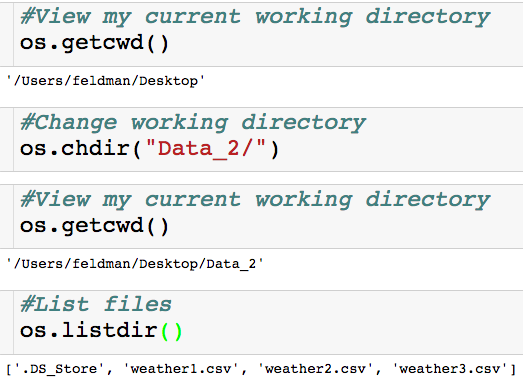 #View my current working directory
os.getcwd()
'/Users/feldman/Desktop'
#Change working directory
os.chdir("Data_2/")
#View my current working directory
os.getcwd()
'/Users/feldman/Desktop/Data_2'
#List files
os.listdir()
['.DS_Store', 'weather1.csv', 'weather2.csv', 'weather3.csv']